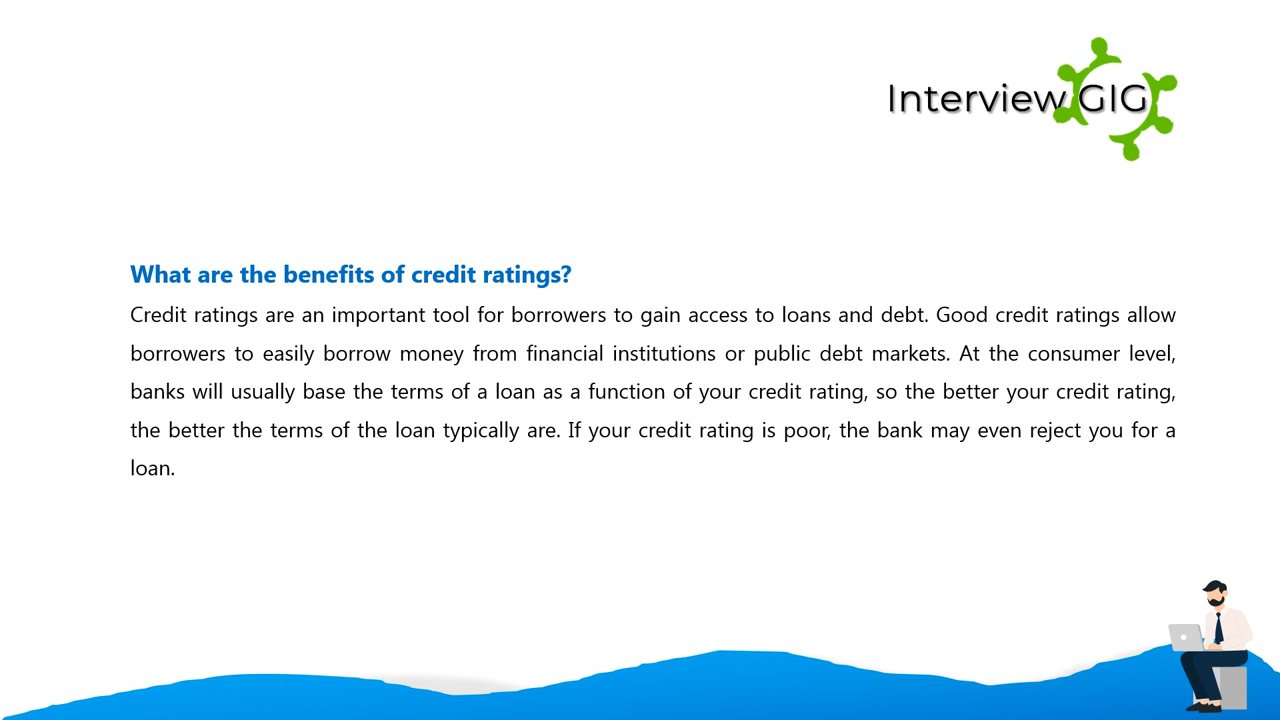 Interview GIG
What are the benefits of credit ratings?
Credit ratings are an important tool for borrowers to gain access to loans and debt. Good credit ratings allow
borrowers to easily borrow money from financial institutions or public debt markets. At the consumer level,
banks will usually base the terms of a loan as a function of your credit rating, so the better your credit rating,
the better the terms of the loan typically are. If your credit rating is poor, the bank may even reject you for a
loan.